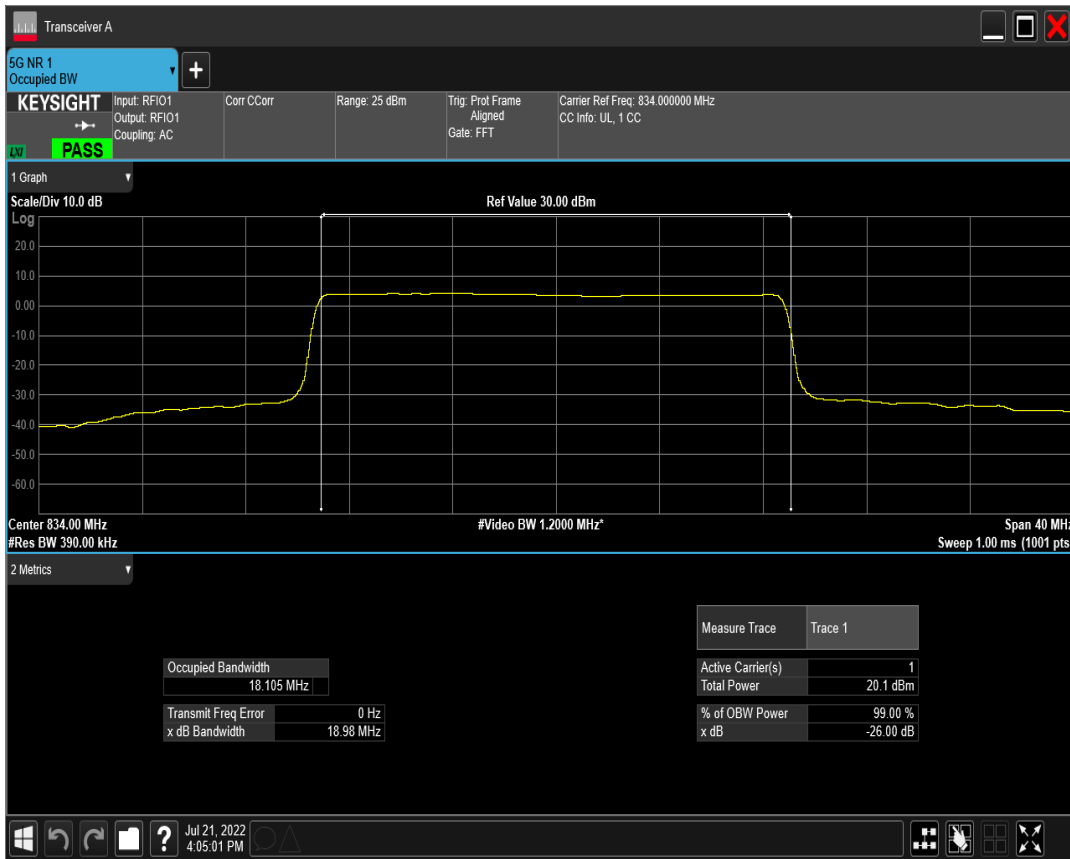 Transceiver A
5G NR 1
Occupied BW
+
KEYSIGHT
LXI
PASS
Input: RFIO1
Output: RFIO1
Coupling: AC
Corr CCorr
Range: 25 dBm
Trig: Prot Frame
Aligned
Gate: FFT
Carrier Ref Freq: 834.000000 MHz
CC Info: UL, 1 CC
1 Graph
Scale/Div 10.0 dB
Ref Value 30.00 dBm
Log
20.0
10.0
0.00
-10.0
-20.0
-30.0
-40.0
-50.0
-60.0
Center 834.00 MHz
#Video BW 1.2000 MHz*
Span 40 MHz
#Res BW 390.00 kHz
Sweep 1.00 ms (1001 pts
2 Metrics
Measure Trace Trace 1
Occupied Bandwidth
18.105 MHz
Active Carrier(s) 1
Total Power 20.1 dBm
Transmit Freq Error 0 Hz
x dB Bandwidth 18.98 MHz
% of OBW Power 99.00 %
x dB -26.00 dB
?
Jul 21, 2022
4:05:01 PM